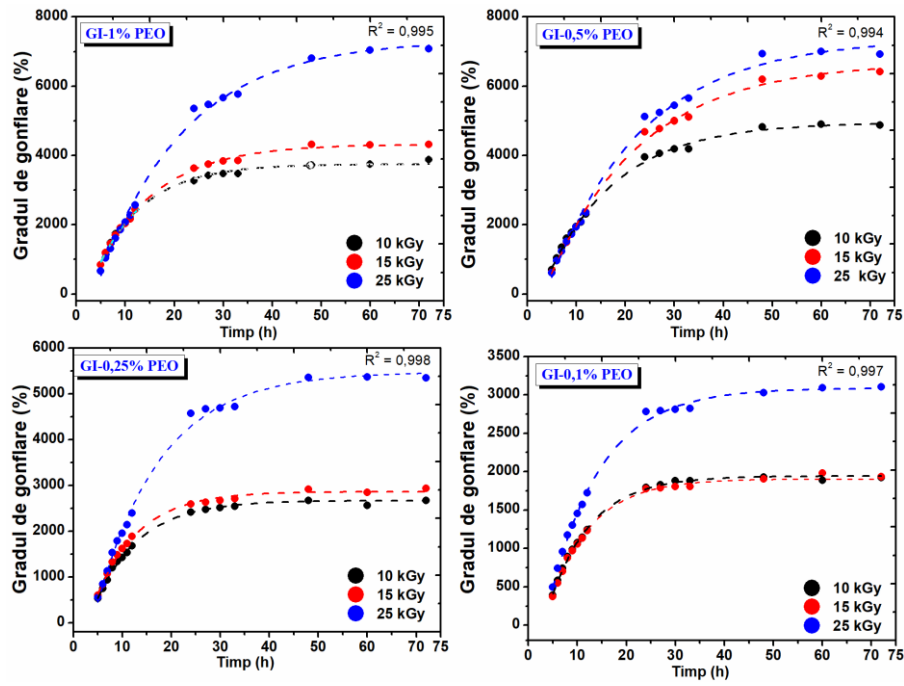 GI-1% PEO
R² = 0,995
Gradul de gonflare (%)
8000
6000
4000
2000
0
10 kGy
15 kGy
25 kGy
0 10 20 30 40 50 60 70 75
Timp (h)
GI-0,5% PEO
R² = 0,994
Gradul de gonflare (%)
8000
6000
4000
2000
0
10 kGy
15 kGy
25 kGy
0 10 20 30 40 50 60 70 75
Timp (h)
GI-0,25% PEO
R² = 0,998
Gradul de gonflare (%)
6000
5000
4000
3000
2000
1000
0
10 kGy
15 kGy
25 kGy
0 10 20 30 40 50 60 70 75
Timp (h)
GI-0,1% PEO
R² = 0,997
Gradul de gonflare (%)
3500
3000
2500
2000
1500
1000
500
0
10 kGy
15 kGy
25 kGy
0 10 20 30 40 50 60 70 75
Timp (h)